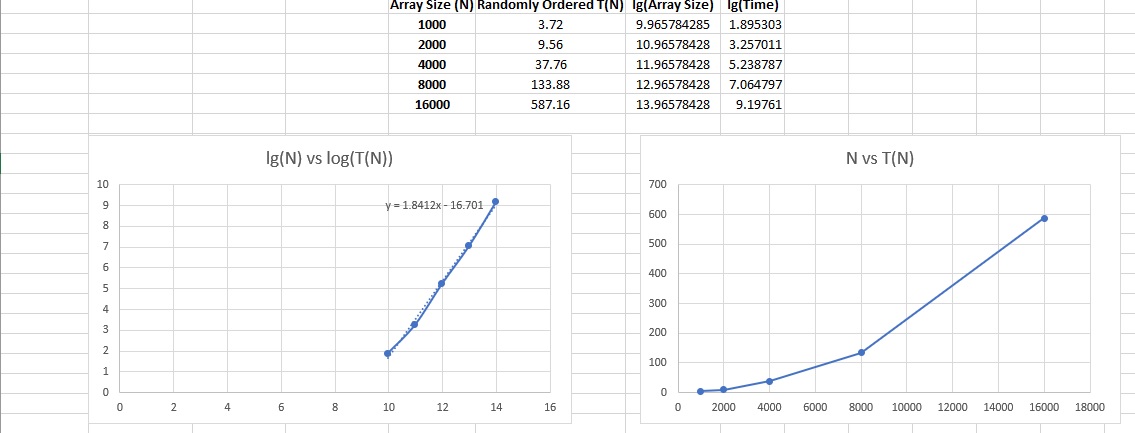 Array Size (N) Randomly Ordered T(N) lg(Array Size) lg(Time)
1000 3.72 9.965784285 1.895303
2000 9.56 10.96578428 3.257011
4000 37.76 11.96578428 5.238787
8000 133.88 12.96578428 7.064797
16000 587.16 13.96578428 9.19761
lg(N) vs log(T(N))
10
9
8
7
6
5
4
3
2
1
0
y = 1.8412x - 16.701
0 2 4 6 8 10 12 14 16
N vs T(N)
700
600
500
400
300
200
100
0
0 2000 4000 6000 8000 10000 12000 14000 16000 18000